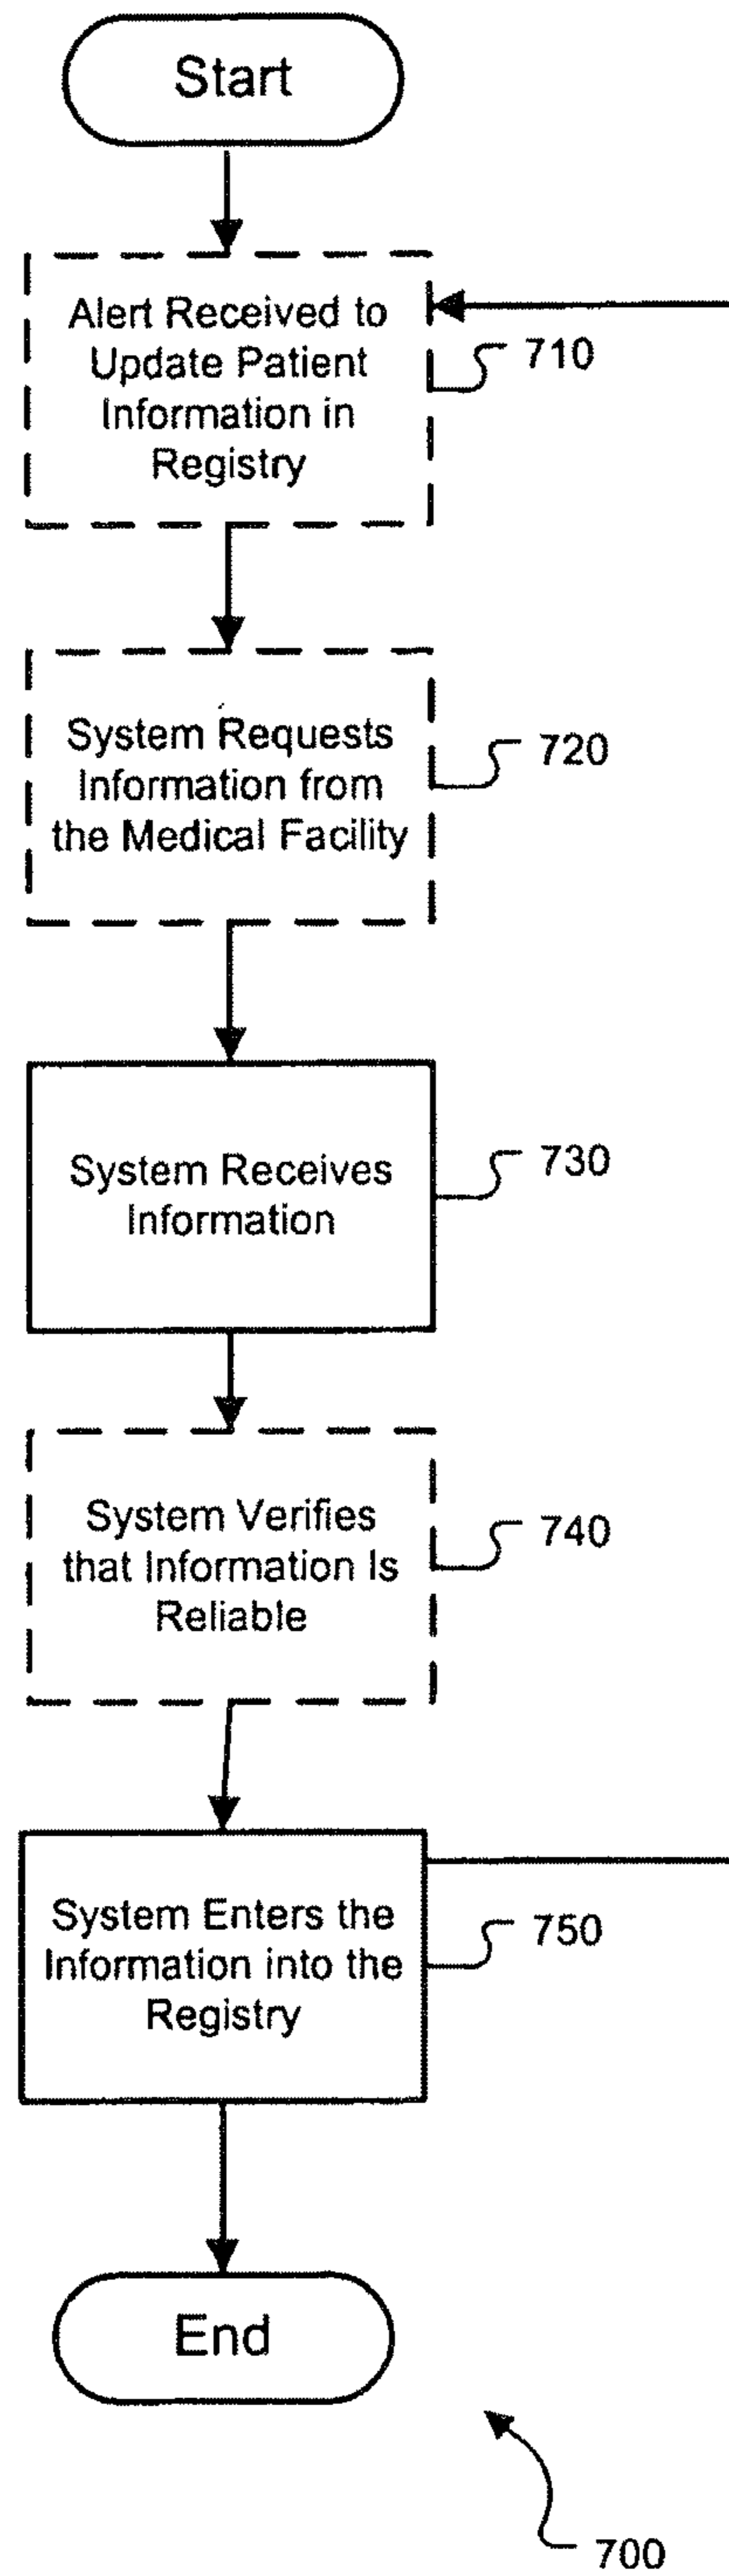 Start
Alert Received to
Update Patient
Information in
Registry
710
System Requests
Information from
the Medical Facility
720
System Receives
Information
730
System Verifies
that Information Is
Reliable
740
System Enters the
Information into the
Registry
750
End
700